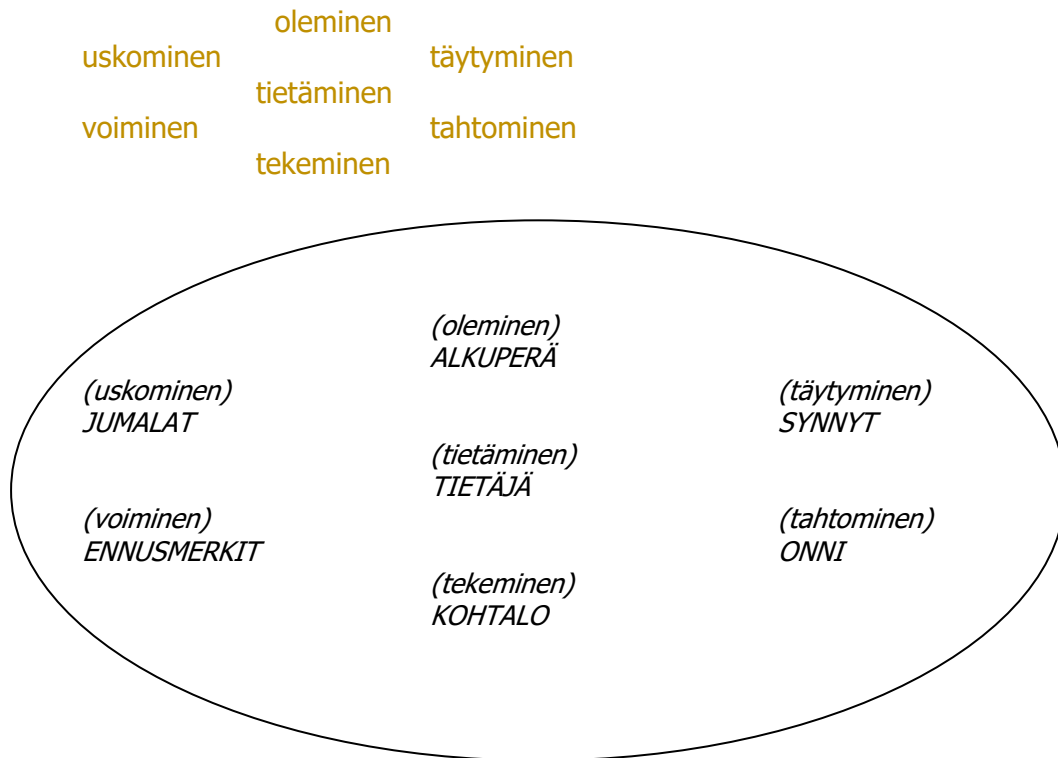 oleminen
uskominen täytyminen
tietäminen
voiminen tahtominen
tekeminen
(oleminen)
ALKUPERÄ
(uskominen) (täytyminen)
JUMALAT SYNNYT
(tietäminen)
TIETÄJÄ
(voiminen) (tahtominen)
ENNUSMERKIT ONNI
(tekeminen)
KOHTALO